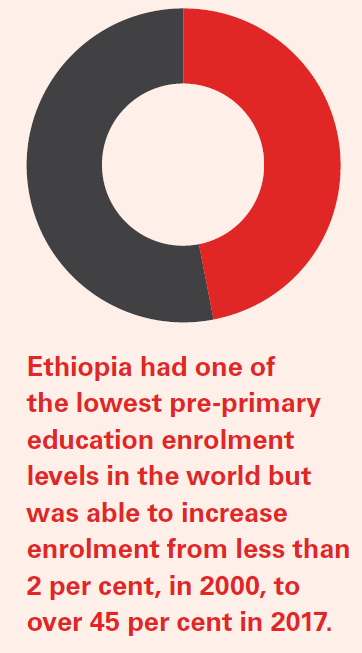 Ethiopia had one of
the lowest pre-primary
education enrolment
levels in the world but
was able to increase
enrolment from less than
2 per cent, in 2000, to
over 45 per cent in 2017.